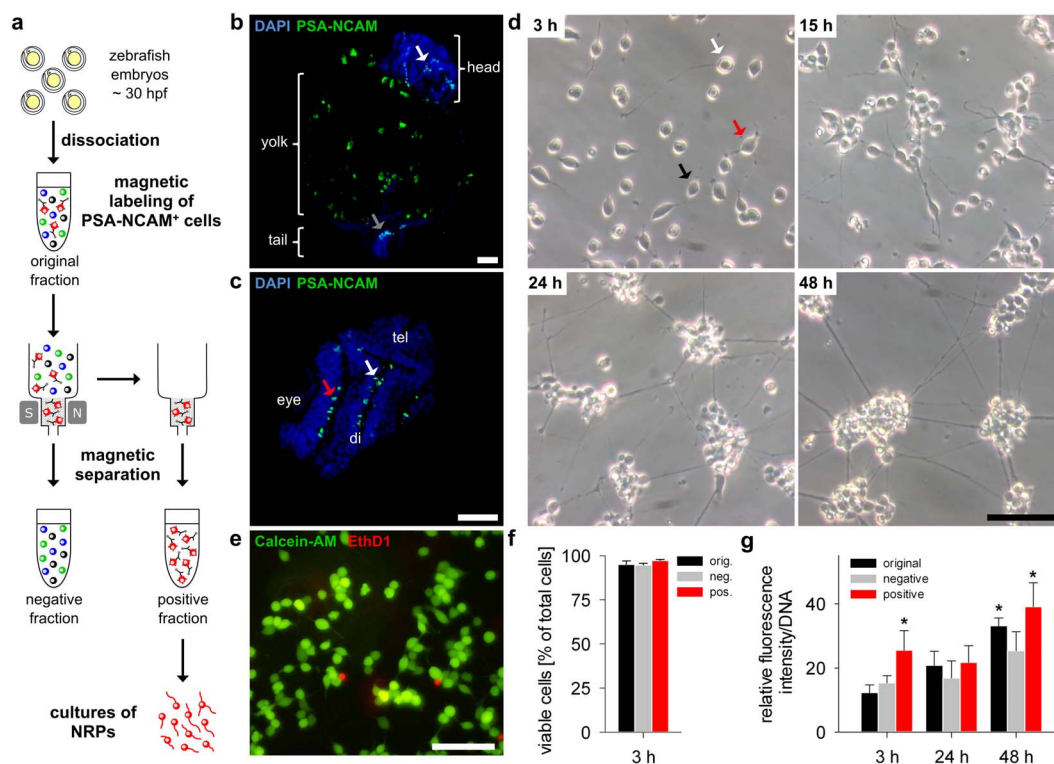 a
zebrafish
embryos
~ 30 hpf
dissociation
magnetic
labeling of
PSA-NCAM⁺ cells
original
fraction
S
N
magnetic
separation
negative
fraction
positive
fraction
cultures of
NRPs
b
DAPI PSA-NCAM
head
yolk
tail
c
DAPI PSA-NCAM
tel
eye
di
d
3 h
15 h
24 h
48 h
e
Calcein-AM EthD1
f
viable cells [% of total cells]
100
75
50
25
0
orig.
neg.
pos.
3 h
g
relative fluorescence
intensity/DNA
40
20
0
original
negative
positive
*
*
*
3 h 24 h 48 h